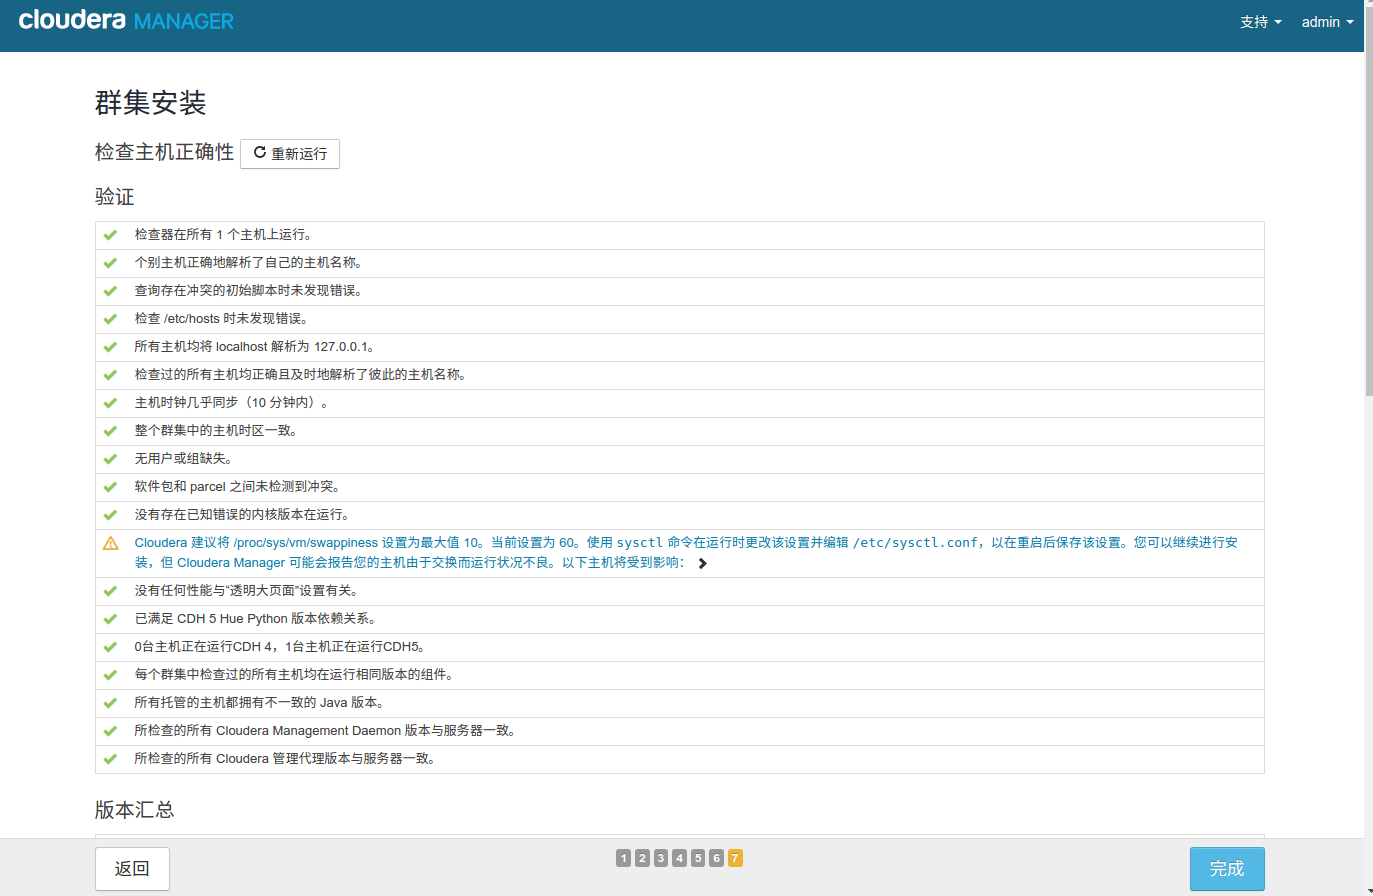 cloudera MANAGER
支持
admin
群集安装
检查主机正确性
重新运行
验证
检查器在所有 1 个主机上运行。
个别主机正确地解析了自己的主机名称。
查询存在冲突的初始脚本时未发现错误。
检查 /etc/hosts 时未发现错误。
所有主机均将 localhost 解析为 127.0.0.1。
检查过的所有主机均正确且及时地解析了彼此的主机名称。
主机时钟几乎同步（10 分钟内）。
整个群集中的主机时区一致。
无用户或组缺失。
软件包和 parcel 之间未检测到冲突。
没有存在已知错误的内核版本在运行。
Cloudera 建议将 /proc/sys/vm/swappiness 设置为最大值 10。当前设置为 60。使用 sysctl 命令在运行时更改该设置并编辑 /etc/sysctl.conf，以在重启后保存该设置。您可以继续进行安
装，但 Cloudera Manager 可能会报告您的主机由于交换而运行状况不良。以下主机将受到影响：
没有任何性能与“透明大页面”设置有关。
已满足 CDH 5 Hue Python 版本依赖关系。
0台主机正在运行CDH 4，1台主机正在运行CDH5。
每个群集中检查过的所有主机均在运行相同版本的组件。
所有托管的主机都拥有不一致的 Java 版本。
所检查的所有 Cloudera Management Daemon 版本与服务器一致。
所检查的所有 Cloudera 管理代理版本与服务器一致。
版本汇总
返回
1 2 3 4 5 6 7
完成